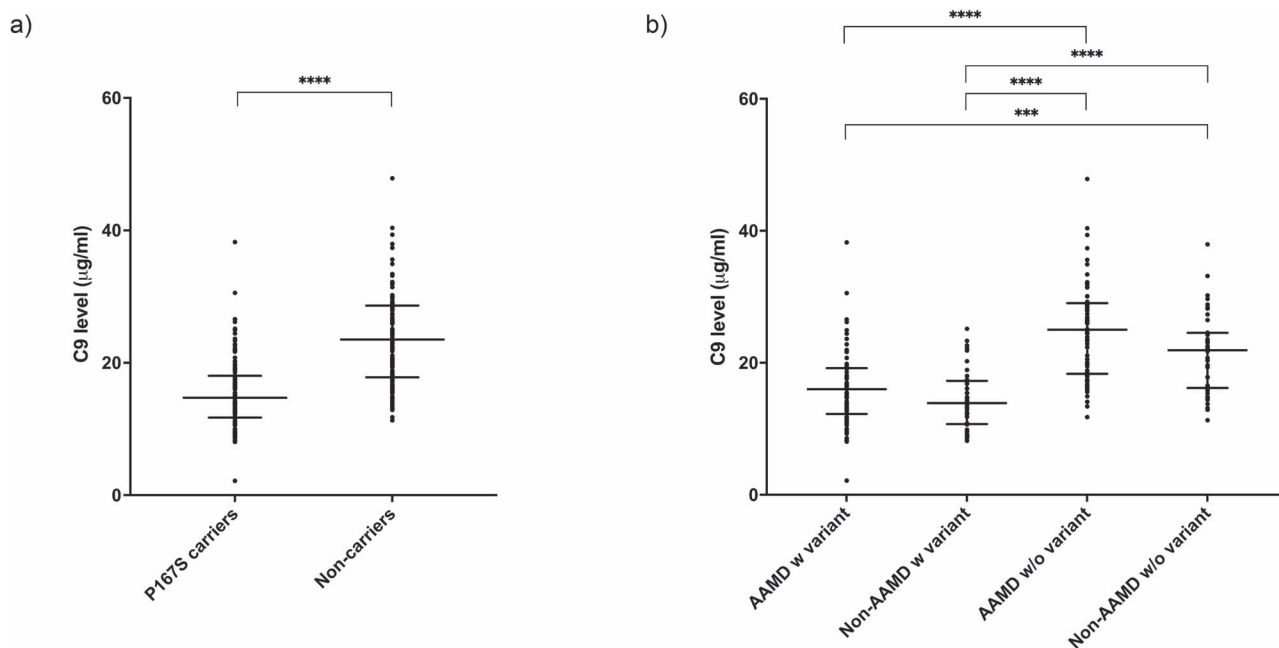 a)
****
60
40
20
0
C9 level (µg/ml)
P167S carriers
Non-carriers
b)
****
****
****
***
60
40
20
0
C9 level (µg/ml)
AAMD w variant
Non-AAMD w variant
AAMD w/o variant
Non-AAMD w/o variant